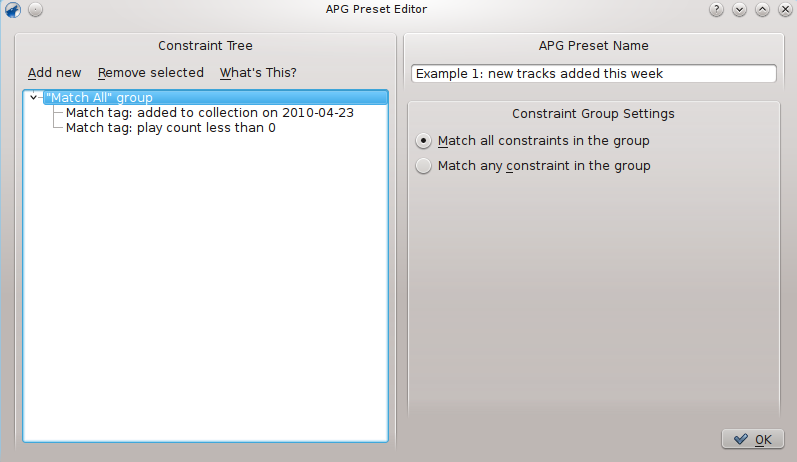 APG Preset Editor
Constraint Tree
Add new Remove selected What's This?
"Match All" group
Match tag: added to collection on 2010-04-23
Match tag: play count less than 0
APG Preset Name
Example 1: new tracks added this week
Constraint Group Settings
Match all constraints in the group
Match any constraint in the group
OK